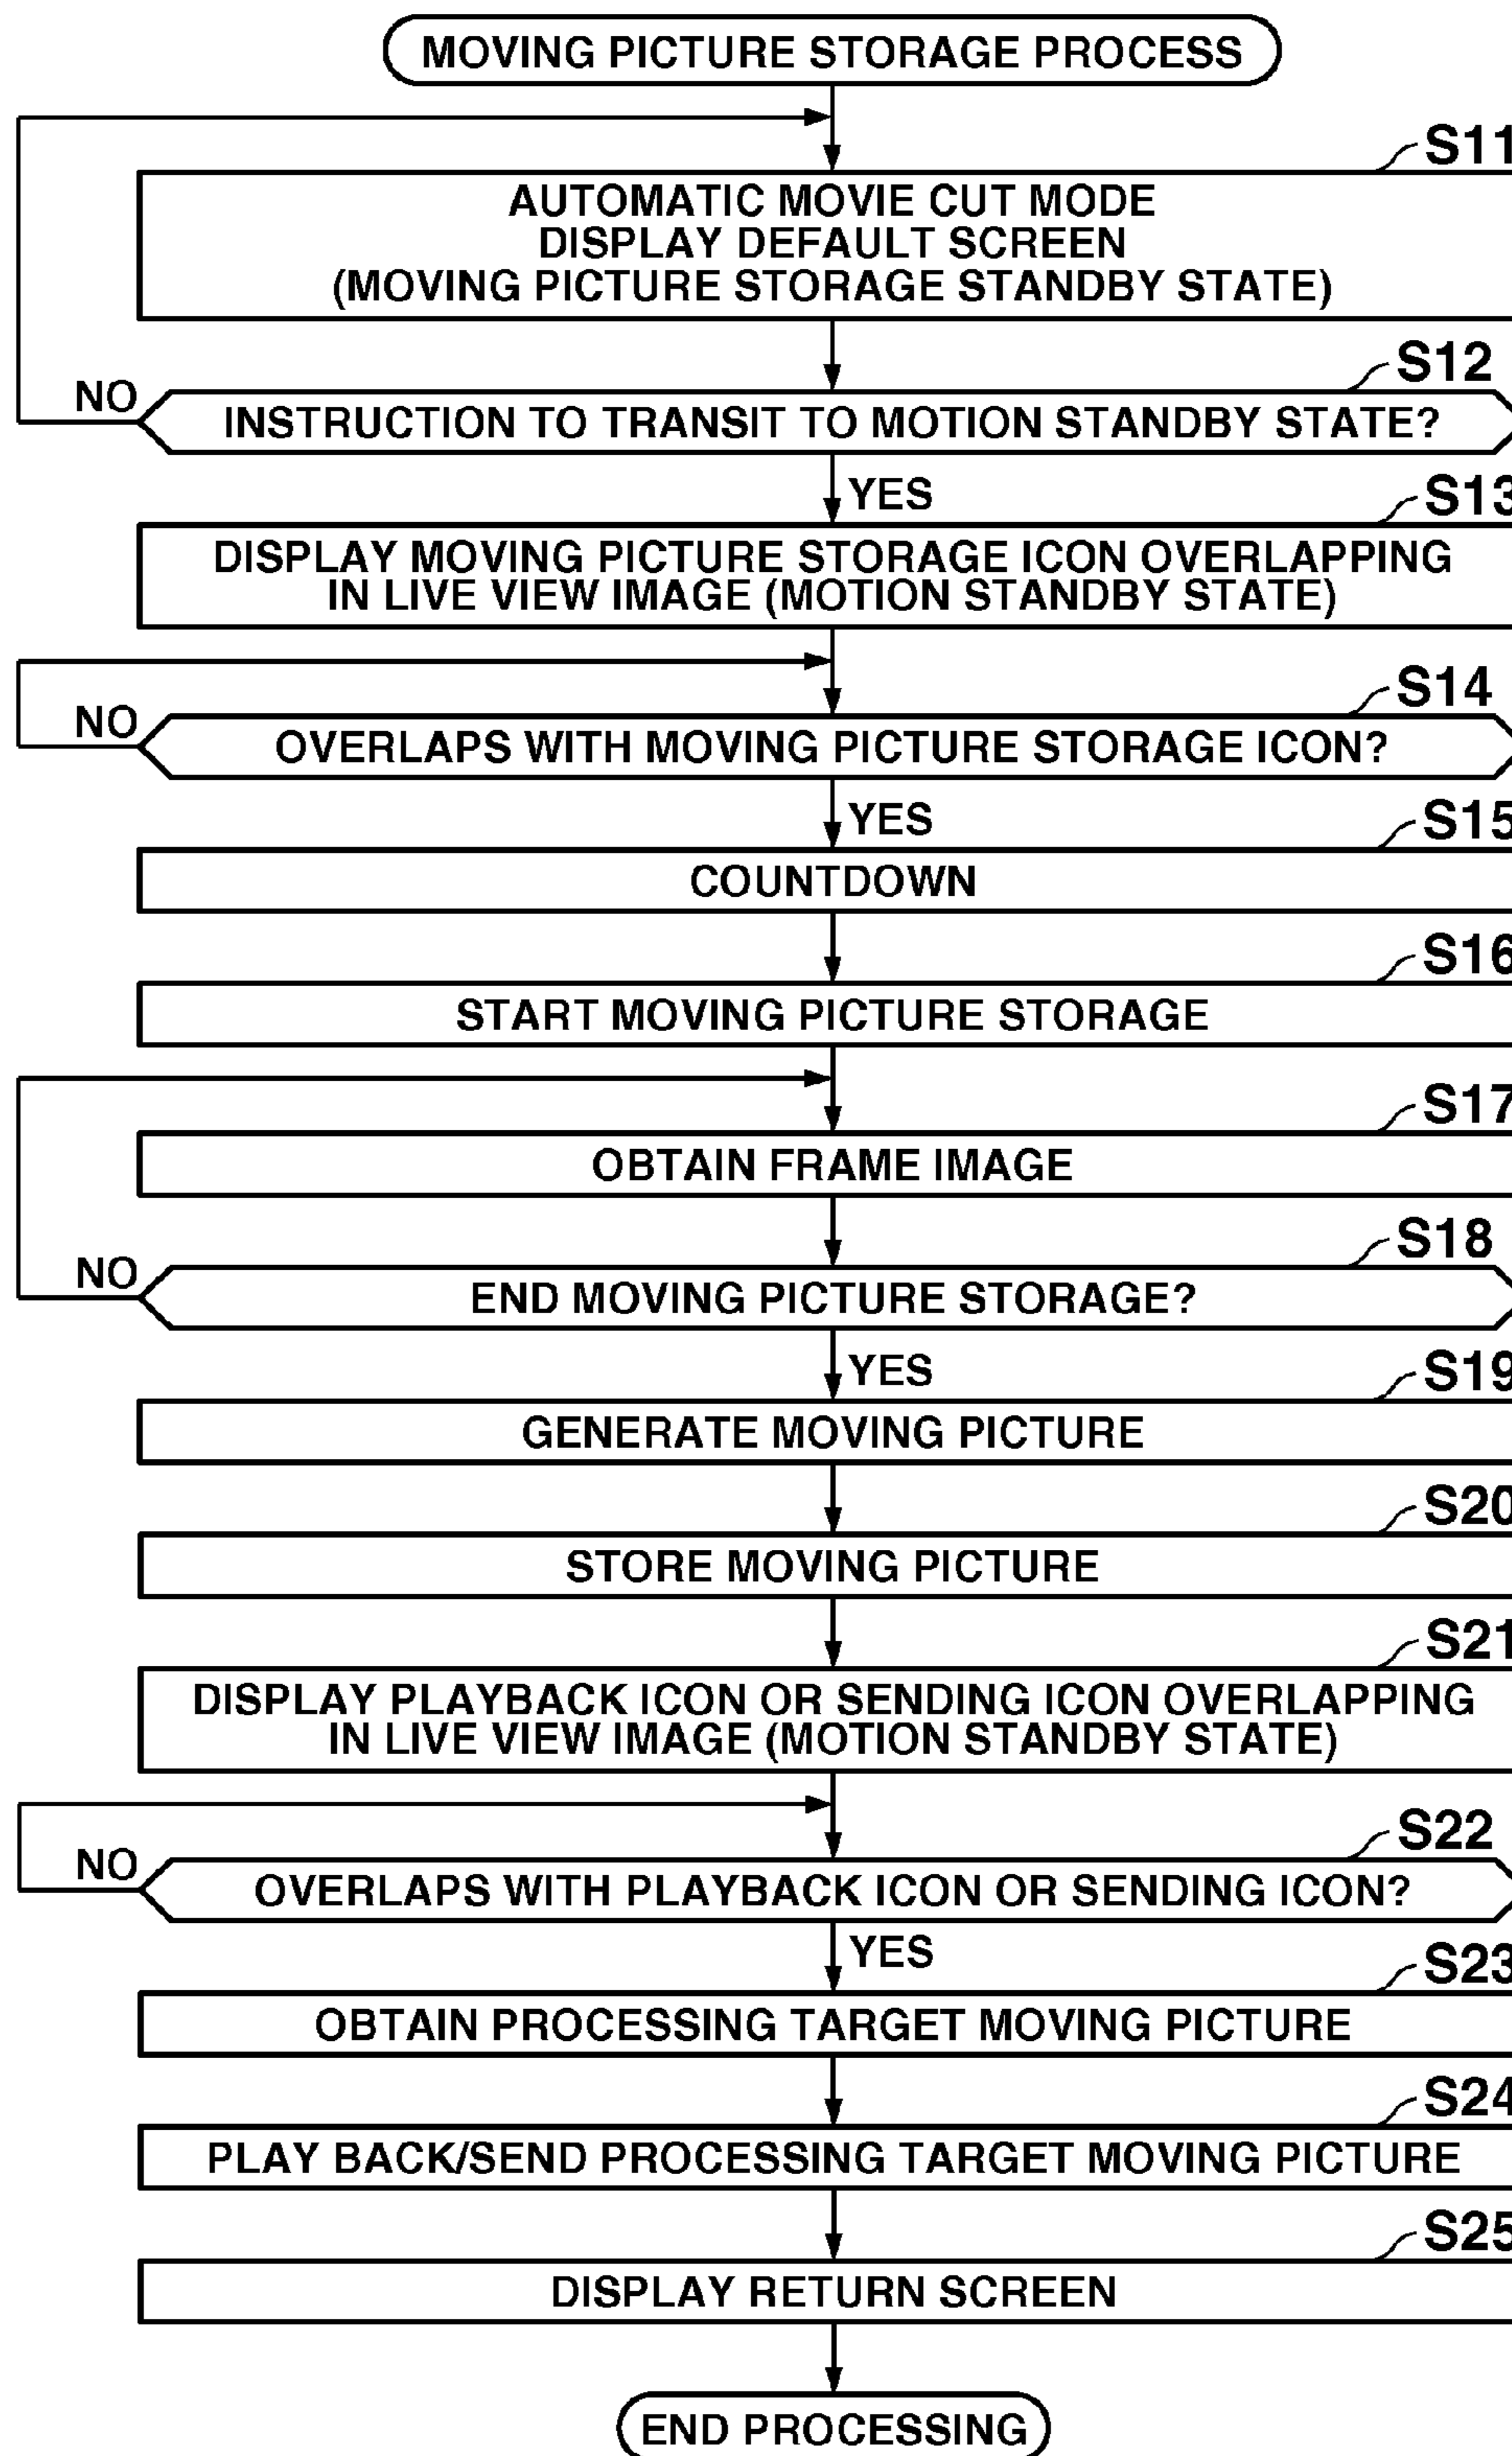 MOVING PICTURE STORAGE PROCESS
S11
AUTOMATIC MOVIE CUT MODE
DISPLAY DEFAULT SCREEN
(MOVING PICTURE STORAGE STANDBY STATE)
S12
NO
INSTRUCTION TO TRANSIT TO MOTION STANDBY STATE?
YES
S13
DISPLAY MOVING PICTURE STORAGE ICON OVERLAPPING
IN LIVE VIEW IMAGE (MOTION STANDBY STATE)
S14
NO
OVERLAPS WITH MOVING PICTURE STORAGE ICON?
YES
S15
COUNTDOWN
S16
START MOVING PICTURE STORAGE
S17
OBTAIN FRAME IMAGE
S18
NO
END MOVING PICTURE STORAGE?
YES
S19
GENERATE MOVING PICTURE
S20
STORE MOVING PICTURE
S21
DISPLAY PLAYBACK ICON OR SENDING ICON OVERLAPPING
IN LIVE VIEW IMAGE (MOTION STANDBY STATE)
S22
NO
OVERLAPS WITH PLAYBACK ICON OR SENDING ICON?
YES
S23
OBTAIN PROCESSING TARGET MOVING PICTURE
S24
PLAY BACK/SEND PROCESSING TARGET MOVING PICTURE
S25
DISPLAY RETURN SCREEN
END PROCESSING